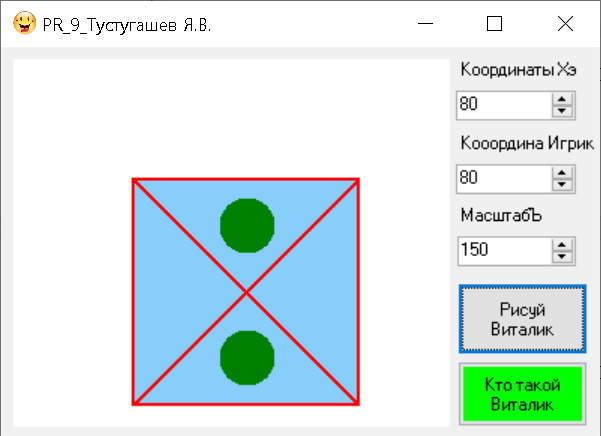 PR_9_Тустугашев Я.В.
Координаты Хэ
80
Кооордина Игрик
80
МасштабЪ
150
Рисуй
Виталик
Кто такой
Виталик